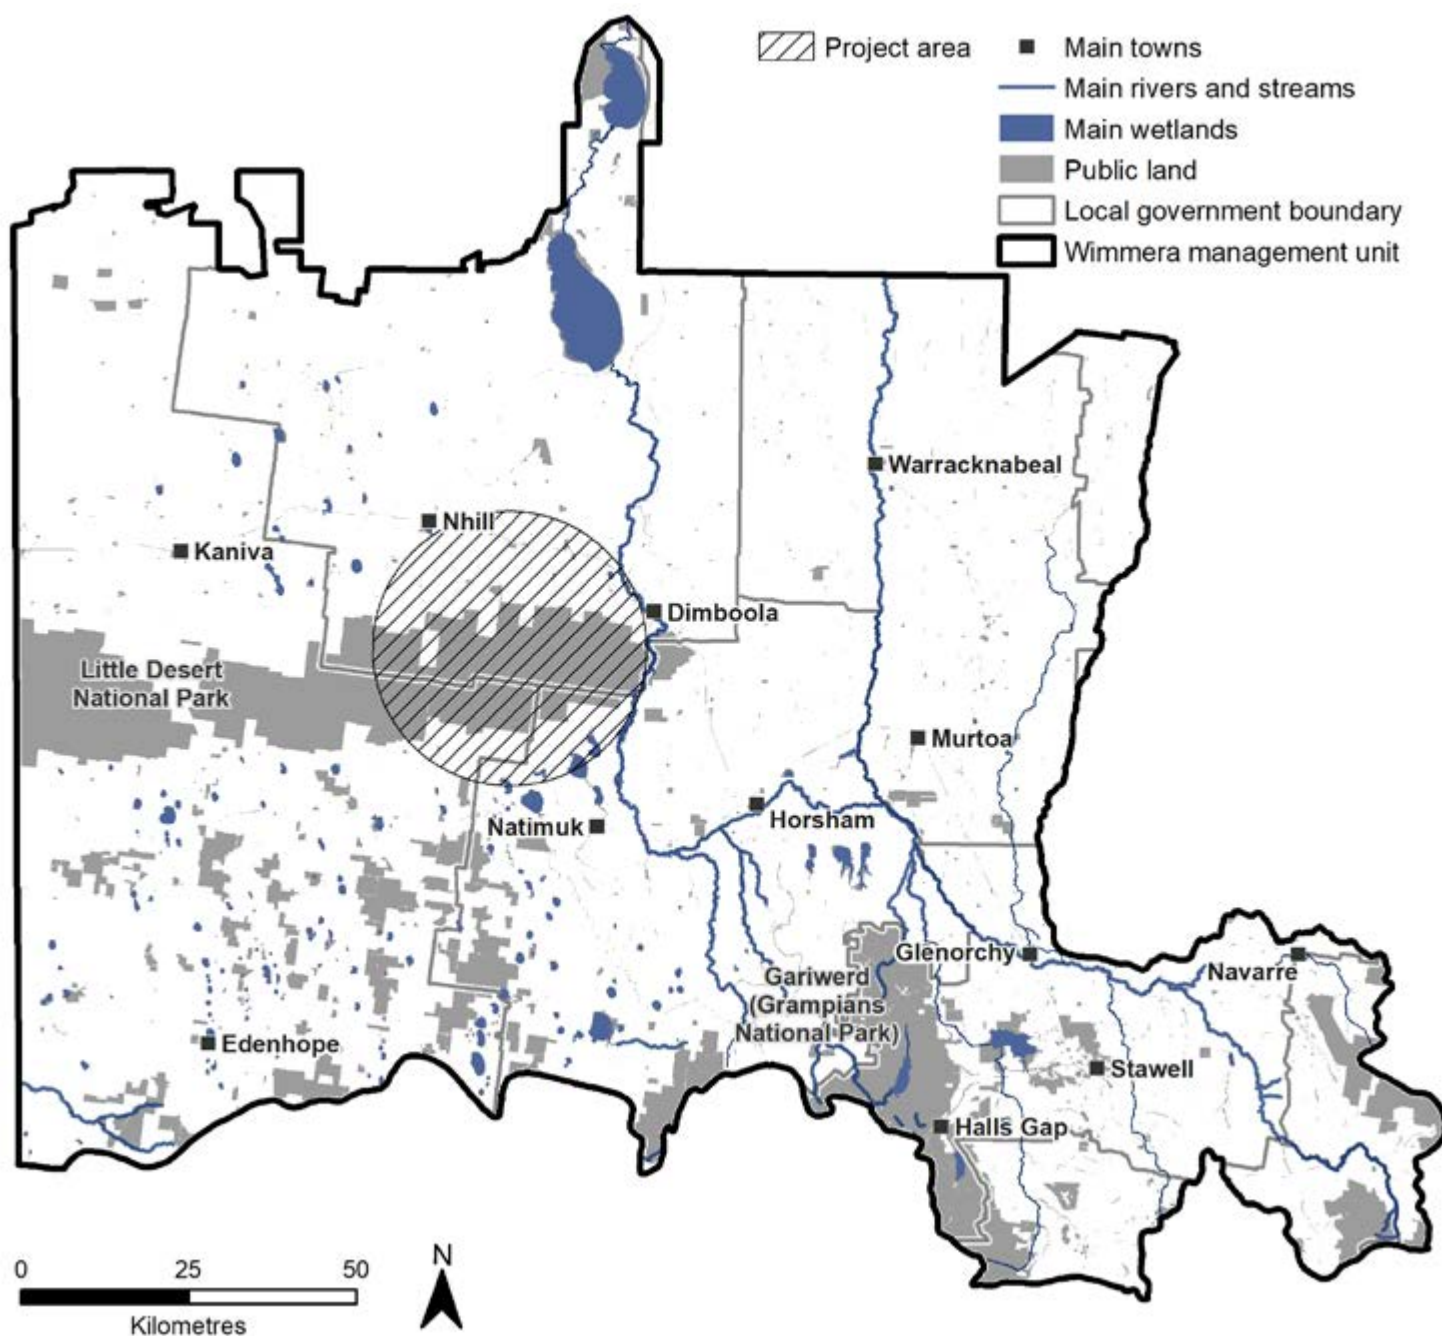 Project area
Main towns
Main rivers and streams
Main wetlands
Public land
Local government boundary
Wimmera management unit
Warracknabeal
Nhill
Kaniva
Dimboola
Little Desert
National Park
Murtoa
Horsham
Natimuk
Glenorchy
Navarre
Gariwerd
(Grampians
National Park)
Edenhope
Stawell
Halls Gap
0 25 50
Kilometres
N